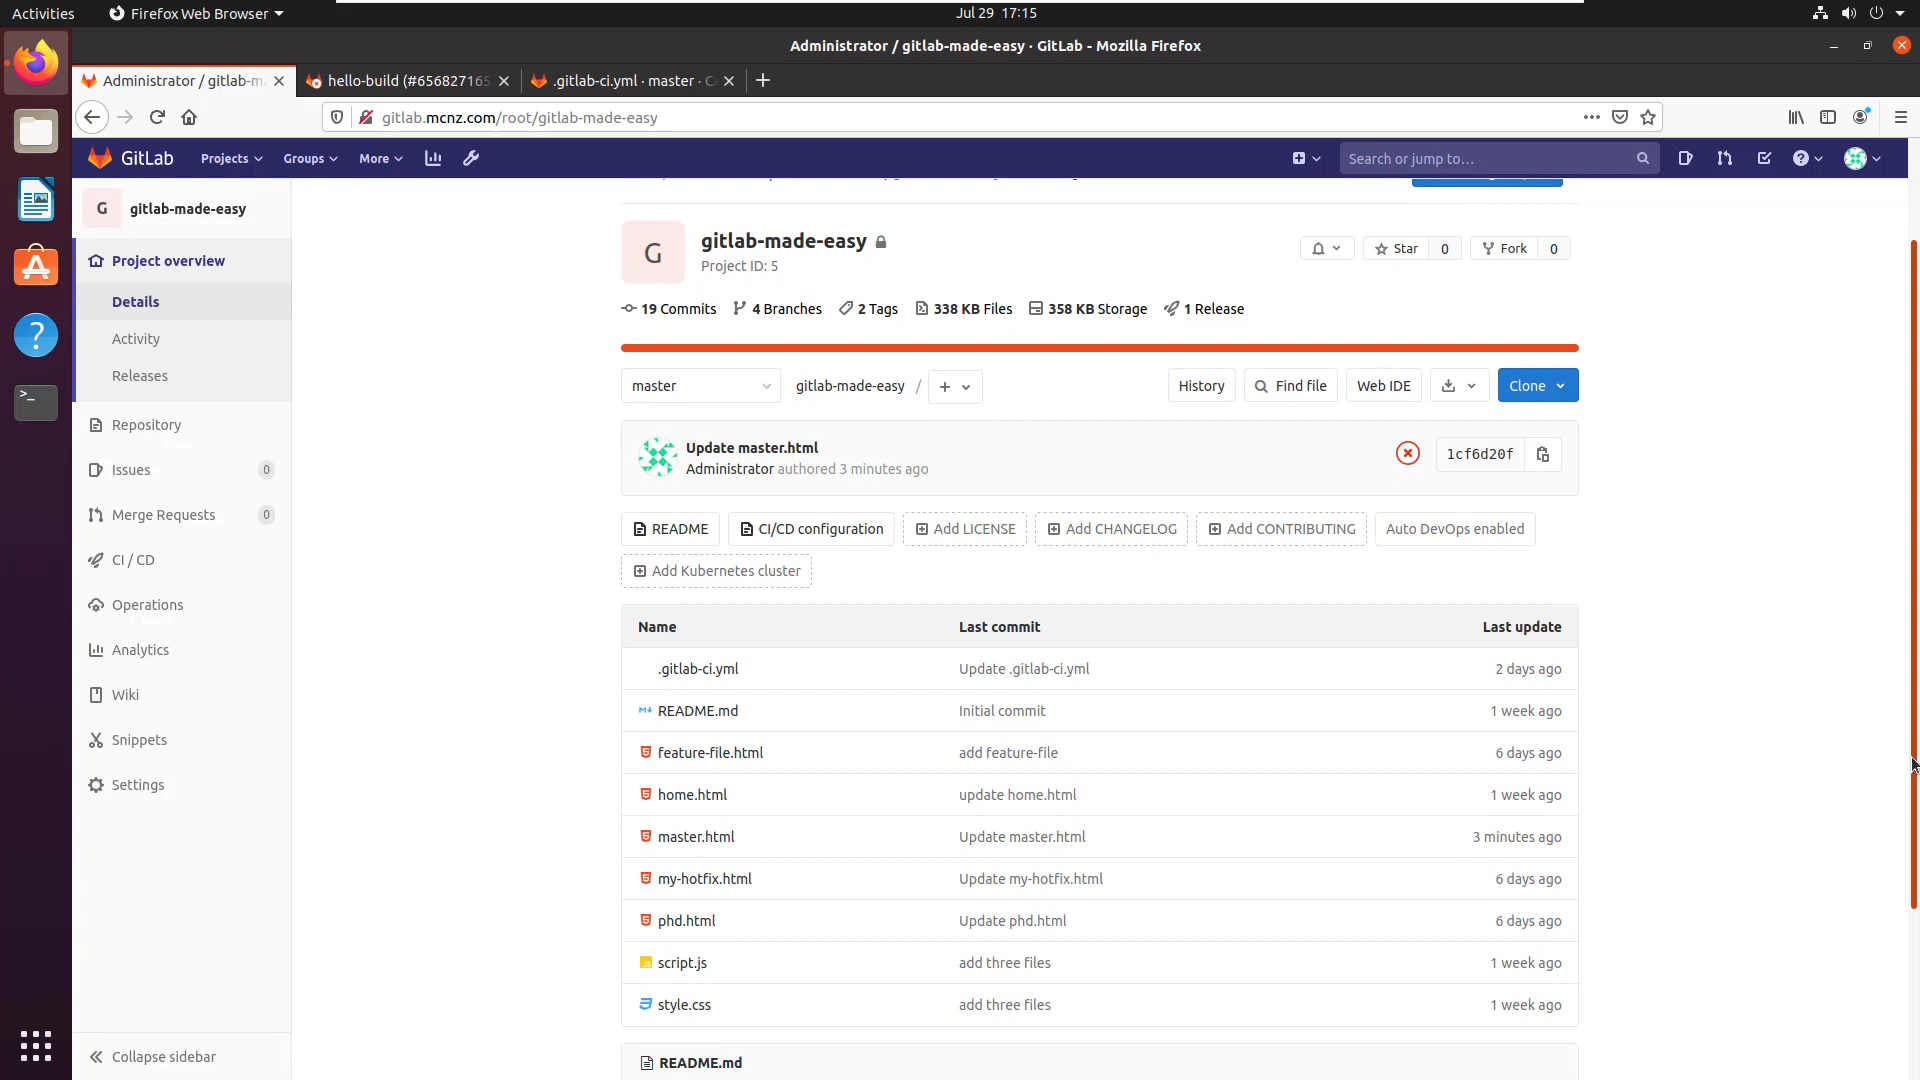 Activities
Firefox Web Browser
Jul 29 17:15
Administrator / gitlab-made-easy · GitLab - Mozilla Firefox
Administrator / gitlab-m
hello-build (#656827165
.gitlab-ci.yml · master · C
gitlab.mcnz.com/root/gitlab-made-easy
GitLab
Projects
Groups
More
Search or jump to...
G
gitlab-made-easy
Project overview
Details
Activity
Releases
Repository
Issues
0
Merge Requests
0
CI / CD
Operations
Analytics
Wiki
Snippets
Settings
Collapse sidebar
G
gitlab-made-easy
Project ID: 5
Star
0
Fork
0
19 Commits
4 Branches
2 Tags
338 KB Files
358 KB Storage
1 Release
master
gitlab-made-easy /
History
Find file
Web IDE
Clone
Update master.html
Administrator authored 3 minutes ago
1cf6d20f
README
CI/CD configuration
Add LICENSE
Add CHANGELOG
Add CONTRIBUTING
Auto DevOps enabled
Add Kubernetes cluster
Name Last commit Last update
.gitlab-ci.yml Update .gitlab-ci.yml 2 days ago
README.md Initial commit 1 week ago
feature-file.html add feature-file 6 days ago
home.html update home.html 1 week ago
master.html Update master.html 3 minutes ago
my-hotfix.html Update my-hotfix.html 6 days ago
phd.html Update phd.html 6 days ago
script.js add three files 1 week ago
style.css add three files 1 week ago
README.md